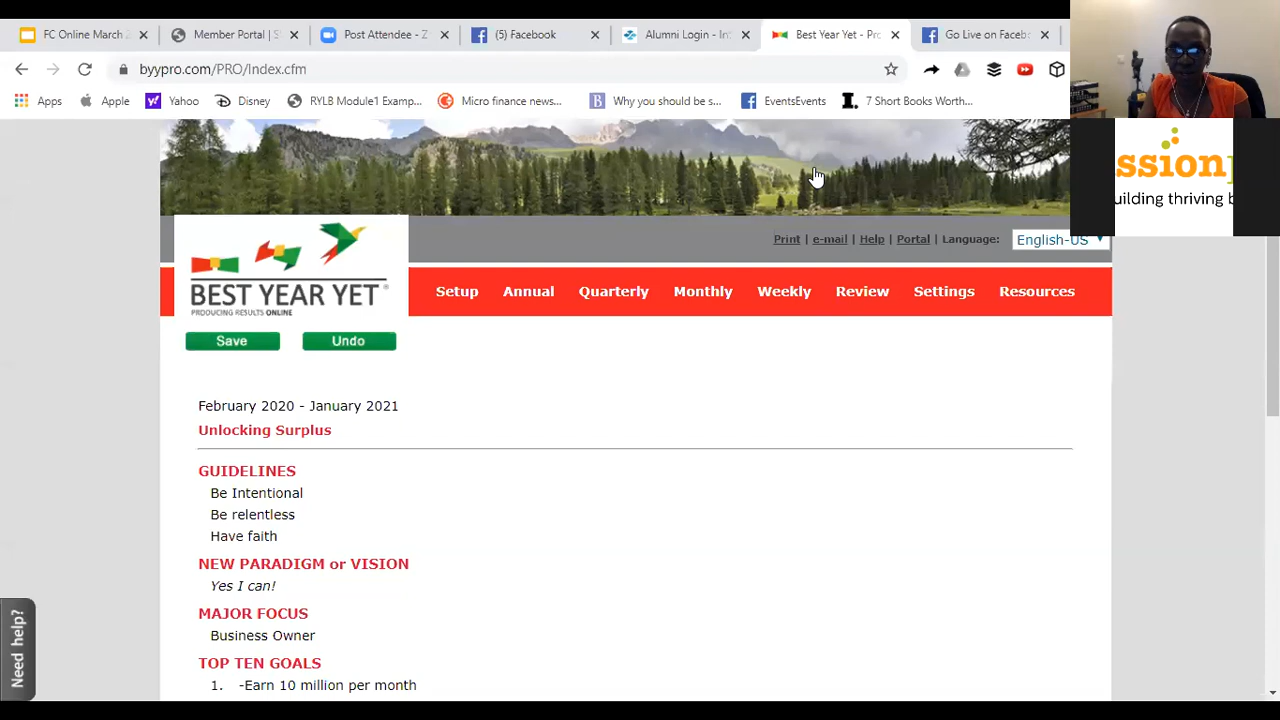 FC Online March 2
Member Portal | S
Post Attendee - Z
(5) Facebook
Alumni Login - In
Best Year Yet - Pro
Go Live on Faceb
byypro.com/PRO/Index.cfm
Apps
Apple
Yahoo
Disney
RYLB Module'l Examp...
Micro finance news...
Why you should be s...
EventsEvents
7 Short Books Wort...
ssion
uilding thriving b
Print | e-mail | Help | Portal | Language: English-US
BEST YEAR YET ®
PRODUCING RESULTS ONLINE
Setup Annual Quarterly Monthly Weekly Review Settings Resources
Save Undo
February 2020 - January 2021
Unlocking Surplus
GUIDELINES
Be Intentional
Be relentless
Have faith
NEW PARADIGM or VISION
Yes I can!
MAJOR FOCUS
Business Owner
TOP TEN GOALS
1. -Earn 10 million per month
Need help?